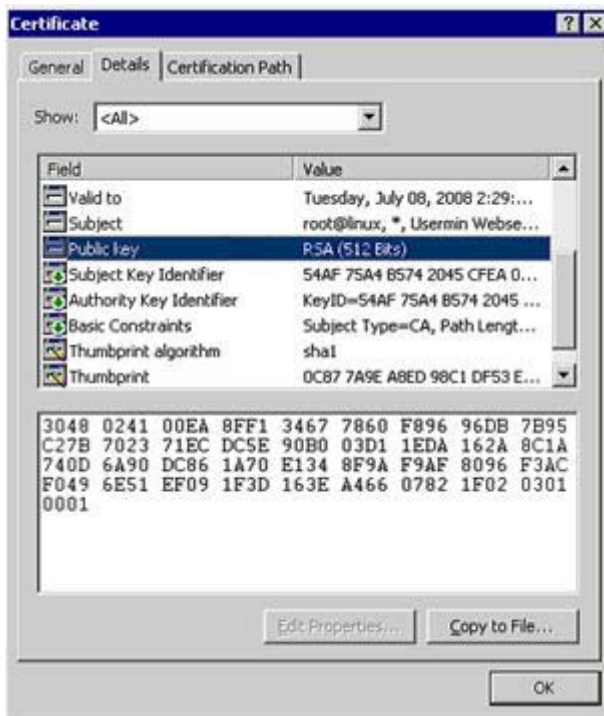 Certificate
General Details Certification Path
Show: <All>
Field Value
Valid to Tuesday, July 08, 2008 2:29:...
Subject root@linux, *, Usermin Webse...
Public key RSA (512 Bits)
Subject Key Identifier 54AF 75A4 B574 2045 CFEA 0...
Authority Key Identifier KeyID=54AF 75A4 B574 2045 ...
Basic Constraints Subject Type=CA, Path Lengt...
Thumbprint algorithm sha1
Thumbprint 0C87 7A9E A8ED 98C1 DF53 E...
3048 0241 00EA 8FF1 3467 7860 F896 96DB 7B95
C27B 7023 71EC DC5E 90B0 03D1 1EDA 162A 8C1A
740D 6A90 DC86 1A70 E134 8F9A F9AF 8096 F3AC
F049 6E51 EF09 1F3D 163E A466 0782 1F02 0301
0001
Edit Properties... Copy to File...
OK